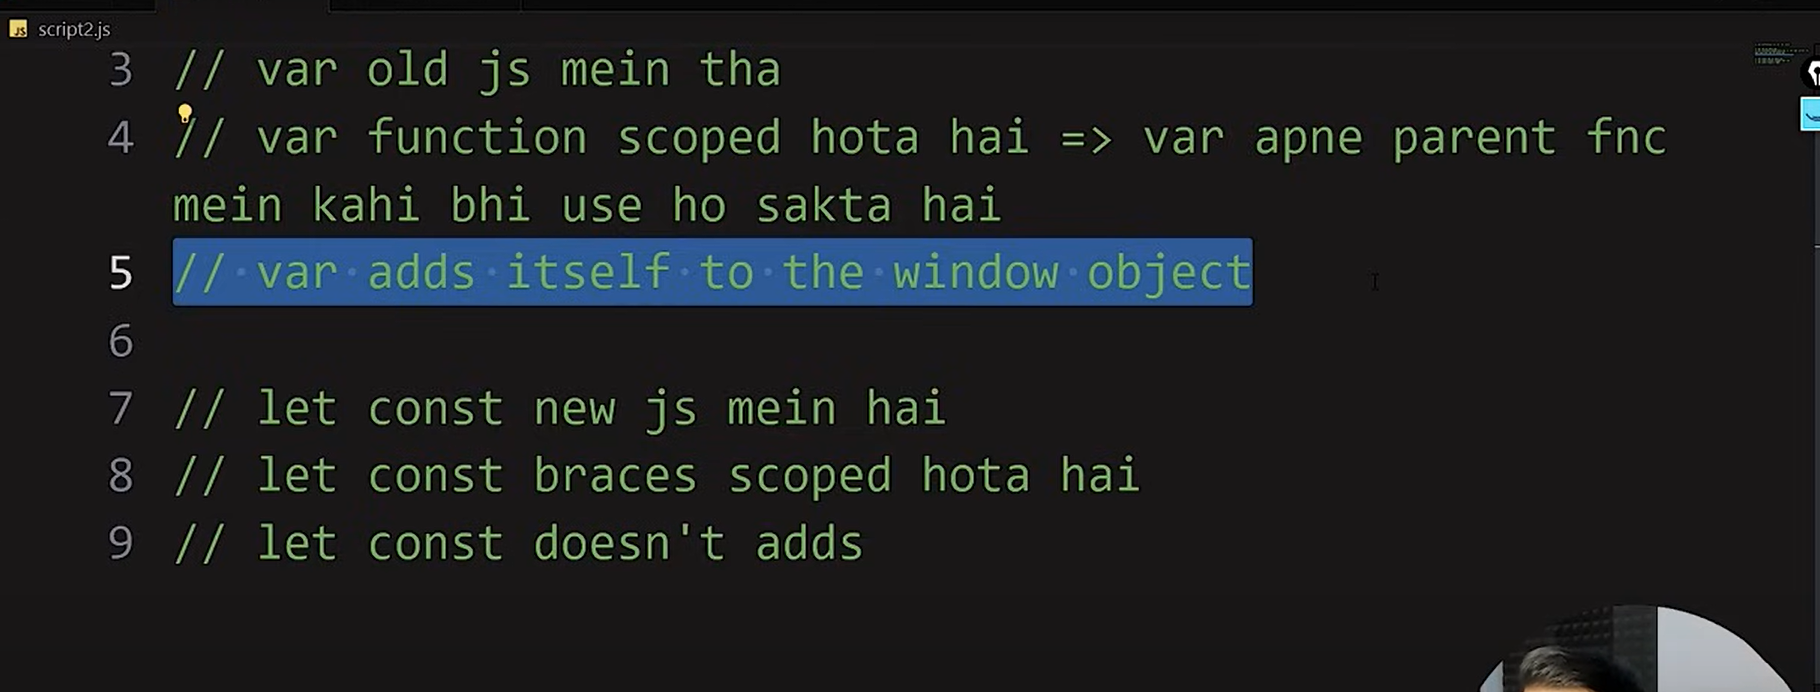 JS script2.js
3 // var old js mein tha
4 // var function scoped hota hai => var apne parent fnc
mein kahi bhi use ho sakta hai
5 // var adds itself to the window object
6
7 // let const new js mein hai
8 // let const braces scoped hota hai
9 // let const doesn't adds